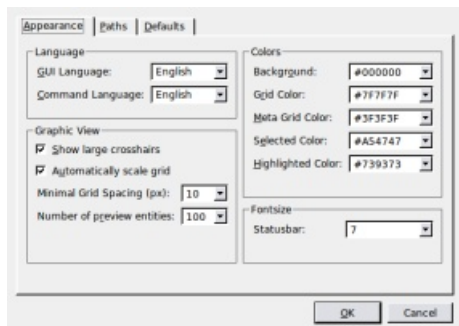 Appearance Paths Defaults
Language
GUI Language: English
Command Language: English
Graphic View
Show large crosshairs
Automatically scale grid
Minimal Grid Spacing (px): 10
Number of preview entities: 100
Colors
Background: #000000
Grid Color: #7F7F7F
Meta Grid Color: #3F3F3F
Selected Color: #A54747
Highlighted Color: #739373
Fontsize
Statusbar: 7
OK Cancel